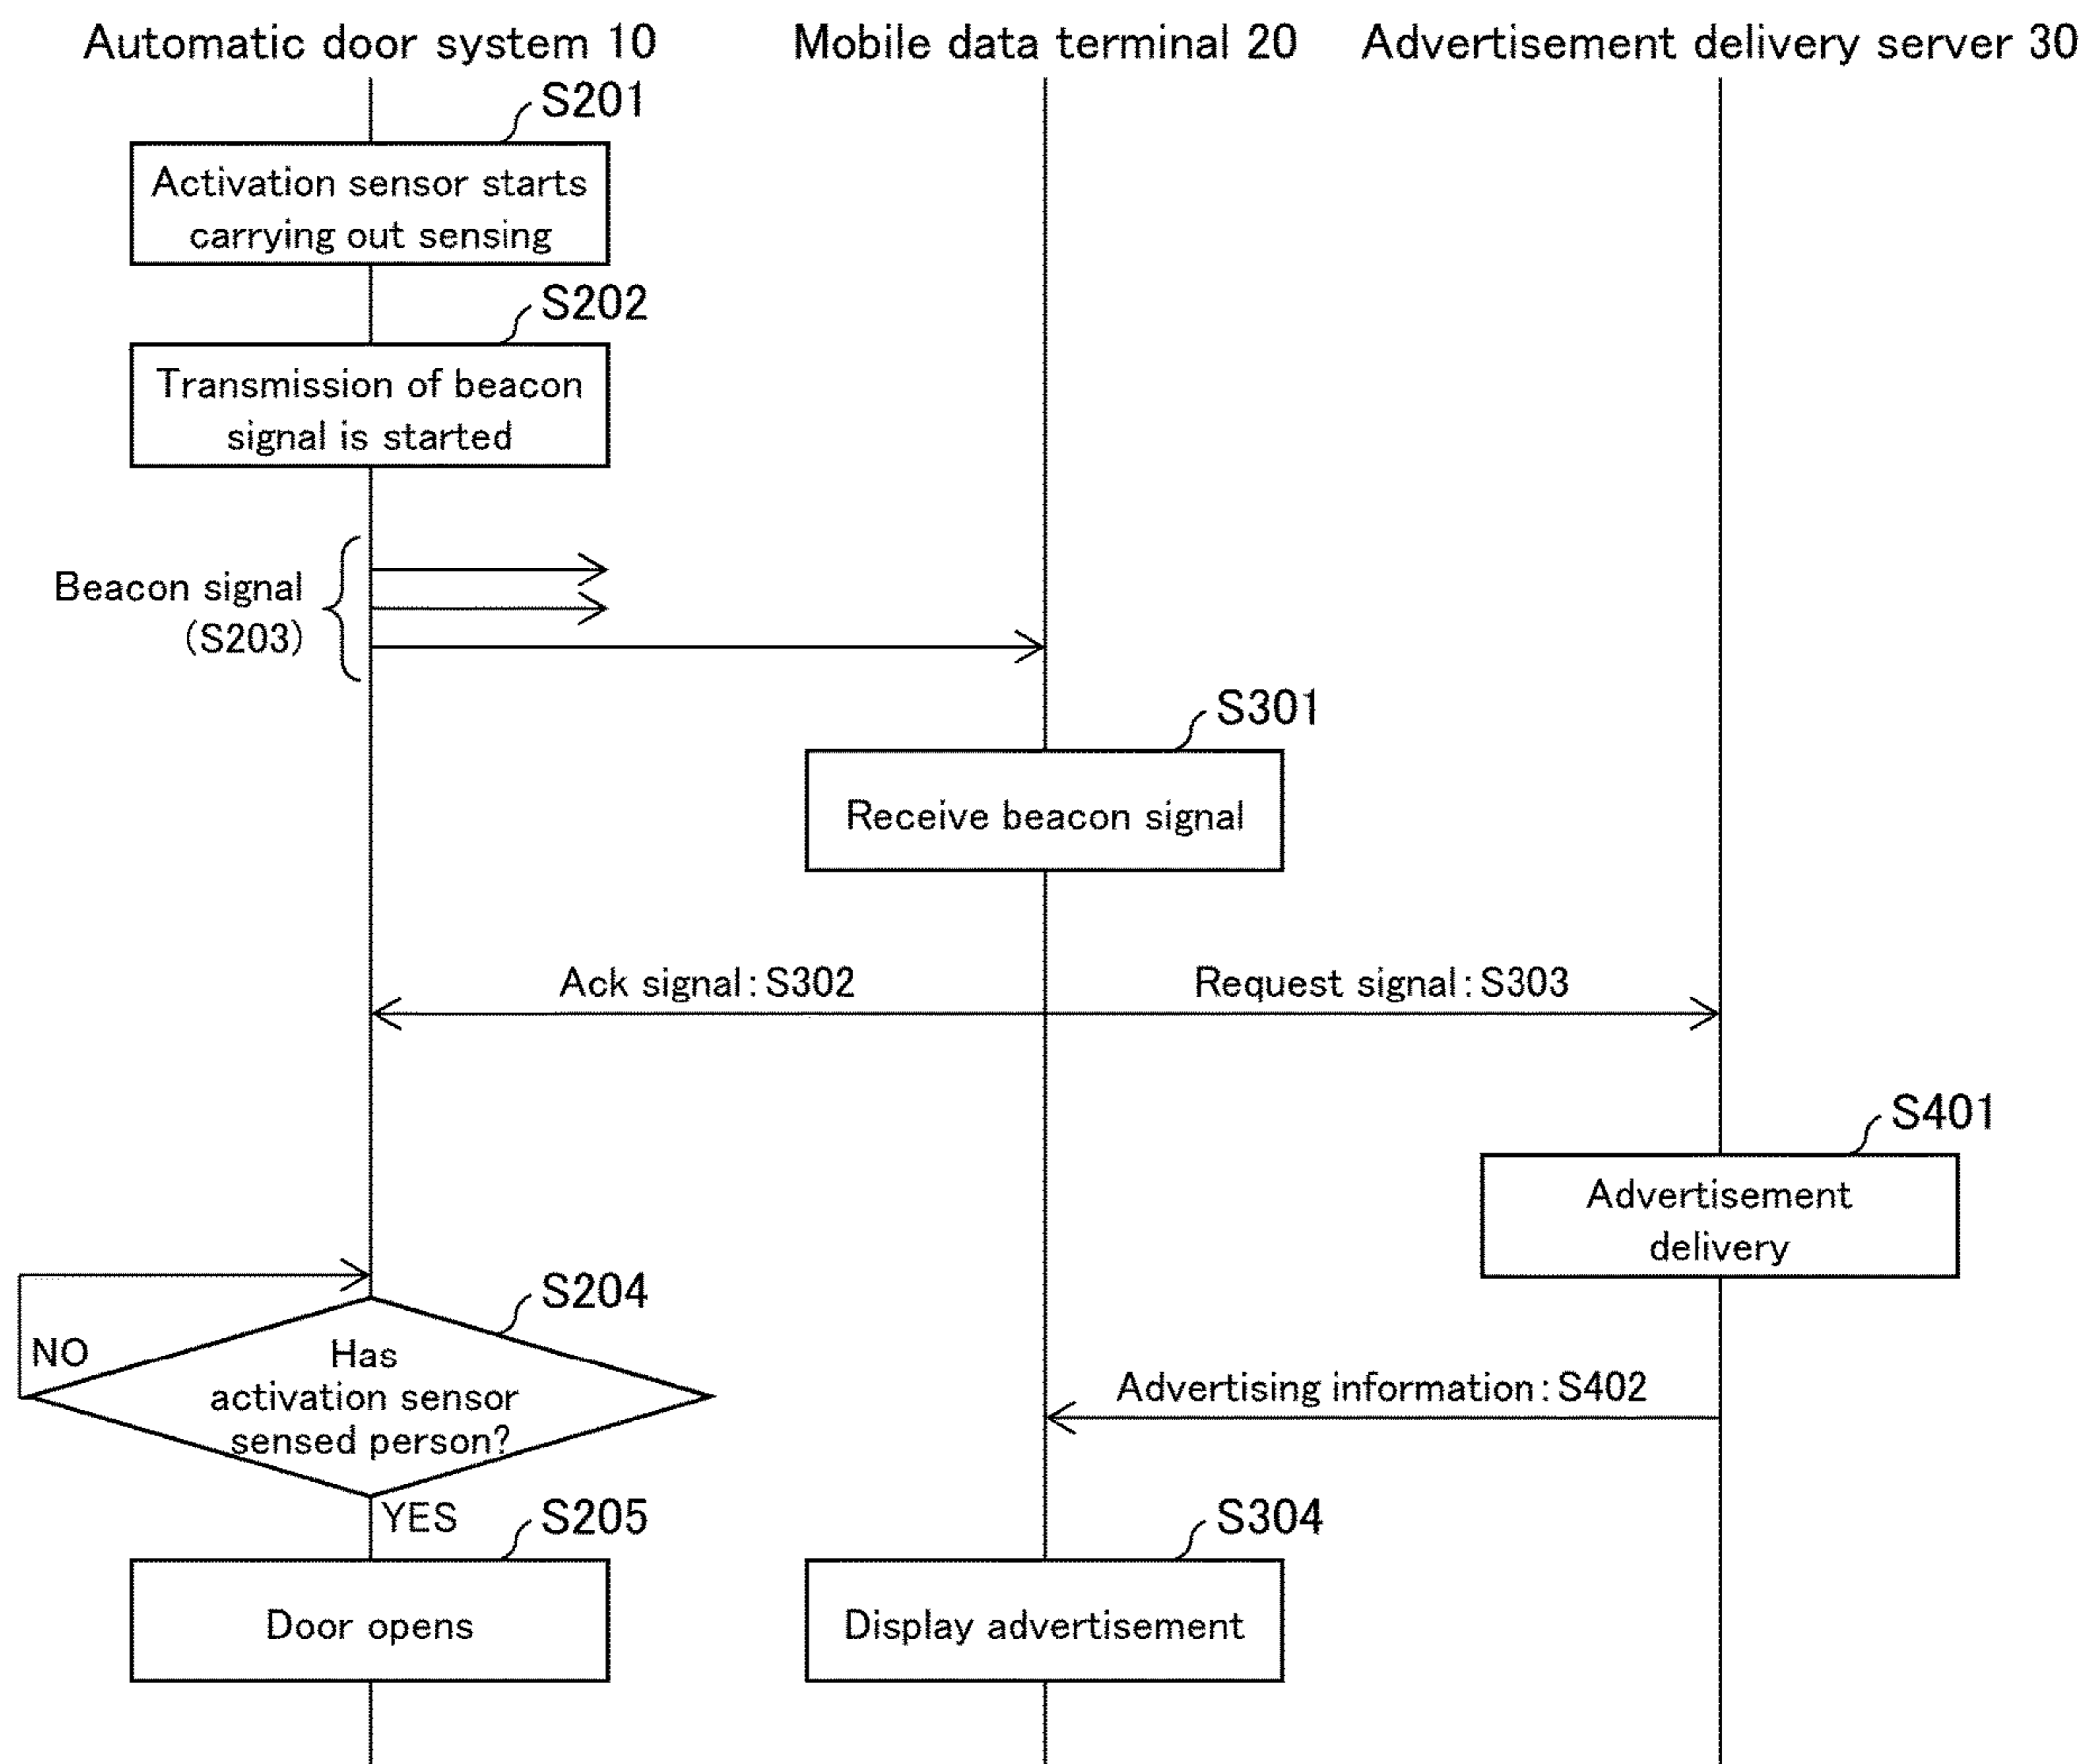 Automatic door system 10
Mobile data terminal 20
Advertisement delivery server 30
S201
Activation sensor starts
carrying out sensing
S202
Transmission of beacon
signal is started
Beacon signal
(S203)
S301
Receive beacon signal
Ack signal:S302
Request signal:S303
S401
Advertisement
delivery
S204
NO
Has
activation sensor
sensed person?
Advertising information:S402
YES
S205
Door opens
S304
Display advertisement